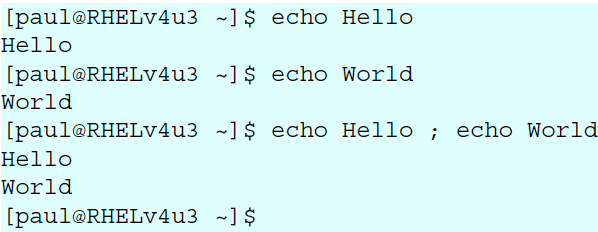 [paul@RHELv4u3 ~]$ echo Hello
Hello
[paul@RHELv4u3 ~]$ echo World
World
[paul@RHELv4u3 ~]$ echo Hello ; echo World
Hello
World
[paul@RHELv4u3 ~]$